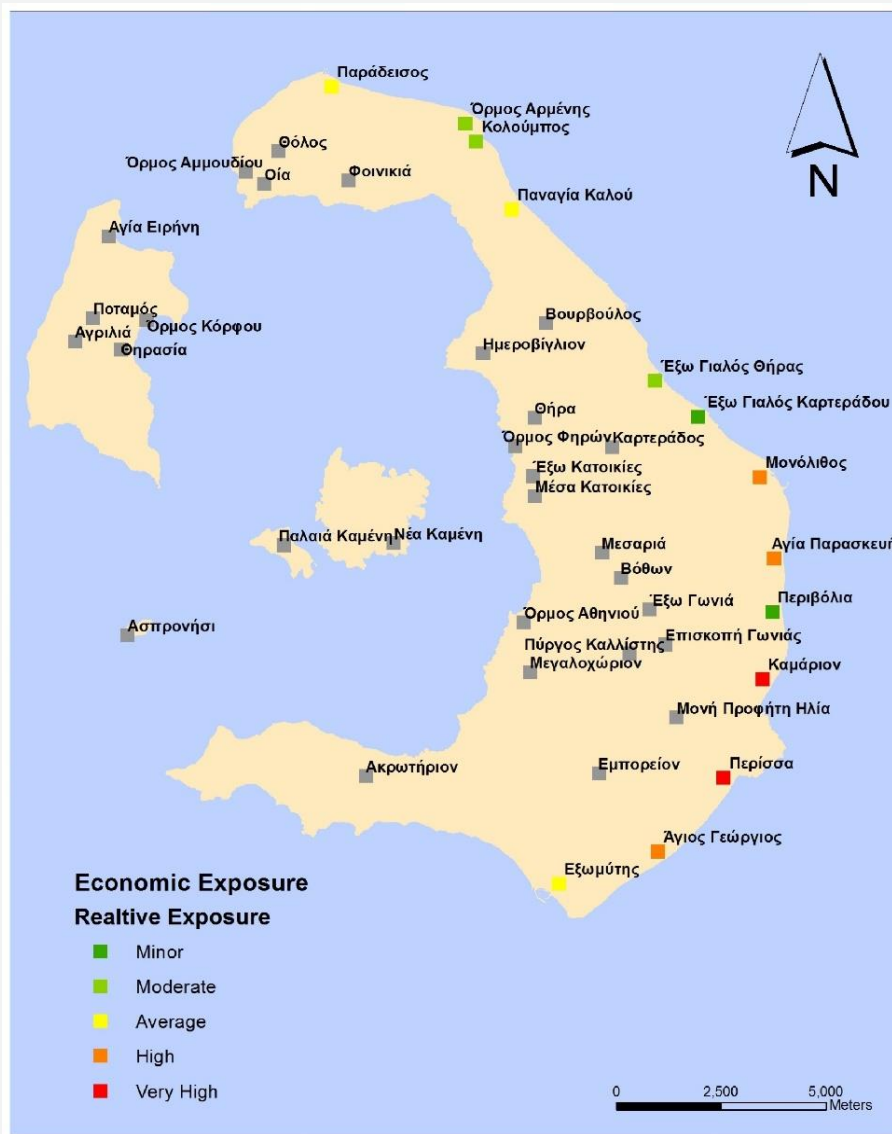 Παράδεισος
Όρμος Αρμένης
Κολούμπος
Θόλος
Όρμος Αμμουδίου
Οία
Φοινικιά
Παναγία Καλού
Αγία Ειρήνη
Ποταμός
Όρμος Κόρφου
Αγριλιά
Θηρασία
Βουρβούλος
Ημεροβίγλιον
Έξω Γιαλός Θήρας
Έξω Γιαλός Καρτεράδου
Θήρα
Όρμος Φηρών
Καρτεράδος
Μονόλιθος
Έξω Κατοικίες
Μέσα Κατοικίες
Παλαιά Καμένη
Νέα Καμένη
Μεσαριά
Αγία Παρασκευή
Βόθων
Έξω Γωνιά
Περιβόλια
Ασπρονήσι
Όρμος Αθηνιού
Πύργος Καλλίστης
Επισκοπή Γωνιάς
Μεγαλοχώριον
Καμάριον
Μονή Προφήτη Ηλία
Ακρωτήριον
Εμπορείον
Περίσσα
Άγιος Γεώργιος
Εξωμύτης
N
Economic Exposure
Realtive Exposure
Minor
Moderate
Average
High
Very High
0 2,500 5,000
Meters